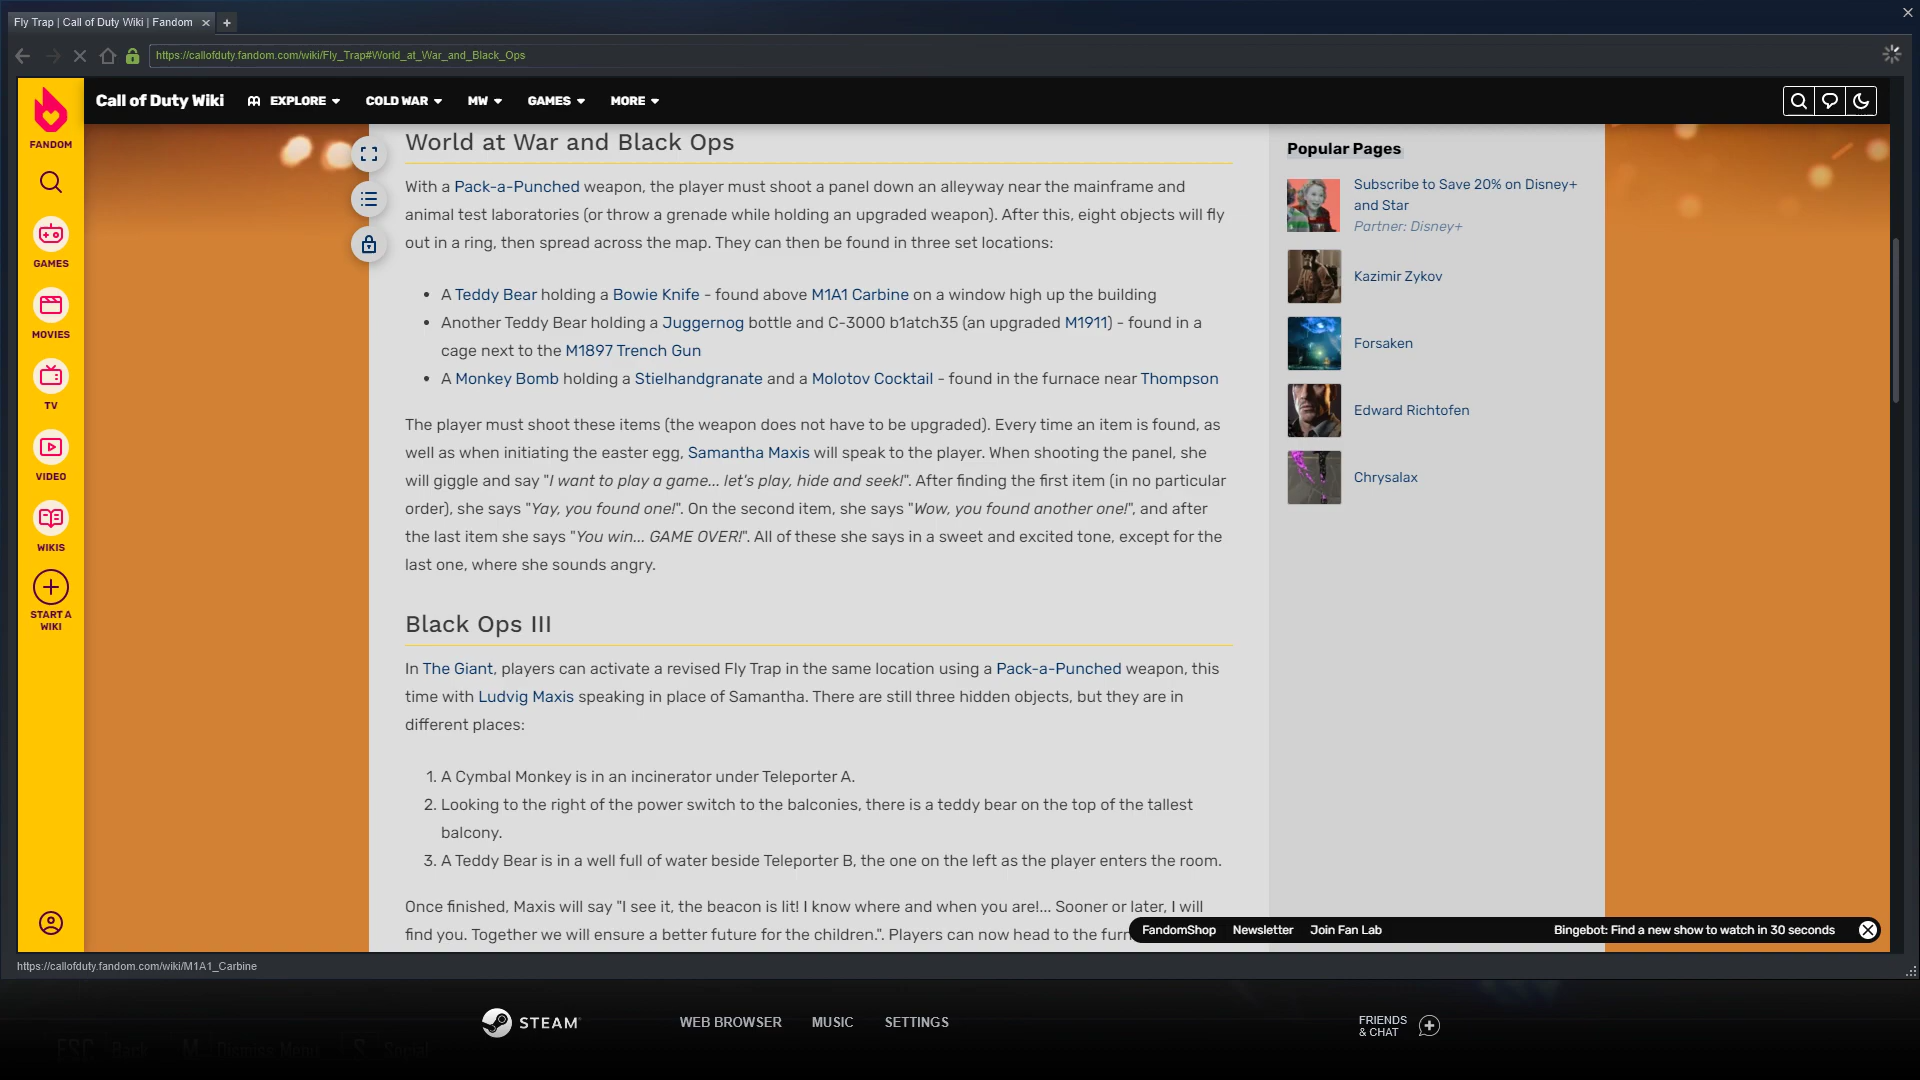 Fly Trap | Call of Duty Wiki | Fandom
https://callofduty.fandom.com/wiki/Fly_Trap#World_at_War_and_Black_Ops
FANDOM
GAMES
MOVIES
TV
VIDEO
WIKIS
START A
WIKI
Call of Duty Wiki
EXPLORE
COLD WAR
MW
GAMES
MORE
World at War and Black Ops
With a Pack-a-Punched weapon, the player must shoot a panel down an alleyway near the mainframe and
animal test laboratories (or throw a grenade while holding an upgraded weapon). After this, eight objects will fly
out in a ring, then spread across the map. They can then be found in three set locations:
• A Teddy Bear holding a Bowie Knife - found above M1A1 Carbine on a window high up the building
• Another Teddy Bear holding a Juggernog bottle and C-3000 b1atch35 (an upgraded M1911) - found in a
cage next to the M1897 Trench Gun
• A Monkey Bomb holding a Stielhandgranate and a Molotov Cocktail - found in the furnace near Thompson
The player must shoot these items (the weapon does not have to be upgraded). Every time an item is found, as
well as when initiating the easter egg, Samantha Maxis will speak to the player. When shooting the panel, she
will giggle and say "I want to play a game... let's play, hide and seek!". After finding the first item (in no particular
order), she says "Yay, you found one!". On the second item, she says "Wow, you found another one!", and after
the last item she says "You win... GAME OVER!". All of these she says in a sweet and excited tone, except for the
last one, where she sounds angry.
Black Ops III
In The Giant, players can activate a revised Fly Trap in the same location using a Pack-a-Punched weapon, this
time with Ludvig Maxis speaking in place of Samantha. There are still three hidden objects, but they are in
different places:
1. A Cymbal Monkey is in an incinerator under Teleporter A.
2. Looking to the right of the power switch to the balconies, there is a teddy bear on the top of the tallest
balcony.
3. A Teddy Bear is in a well full of water beside Teleporter B, the one on the left as the player enters the room.
Once finished, Maxis will say "I see it, the beacon is lit! I know where and when you are!... Sooner or later, I will
find you. Together we will ensure a better future for the children.". Players can now head to the furn
Popular Pages
Subscribe to Save 20% on Disney+
and Star
Partner: Disney+
Kazimir Zykov
Forsaken
Edward Richtofen
Chrysalax
FandomShop
Newsletter
Join Fan Lab
Bingebot: Find a new show to watch in 30 seconds
https://callofduty.fandom.com/wiki/M1A1_Carbine
STEAM
WEB BROWSER
MUSIC
SETTINGS
FRIENDS
& CHAT
ESC Back
M Dismiss Menu
S Social